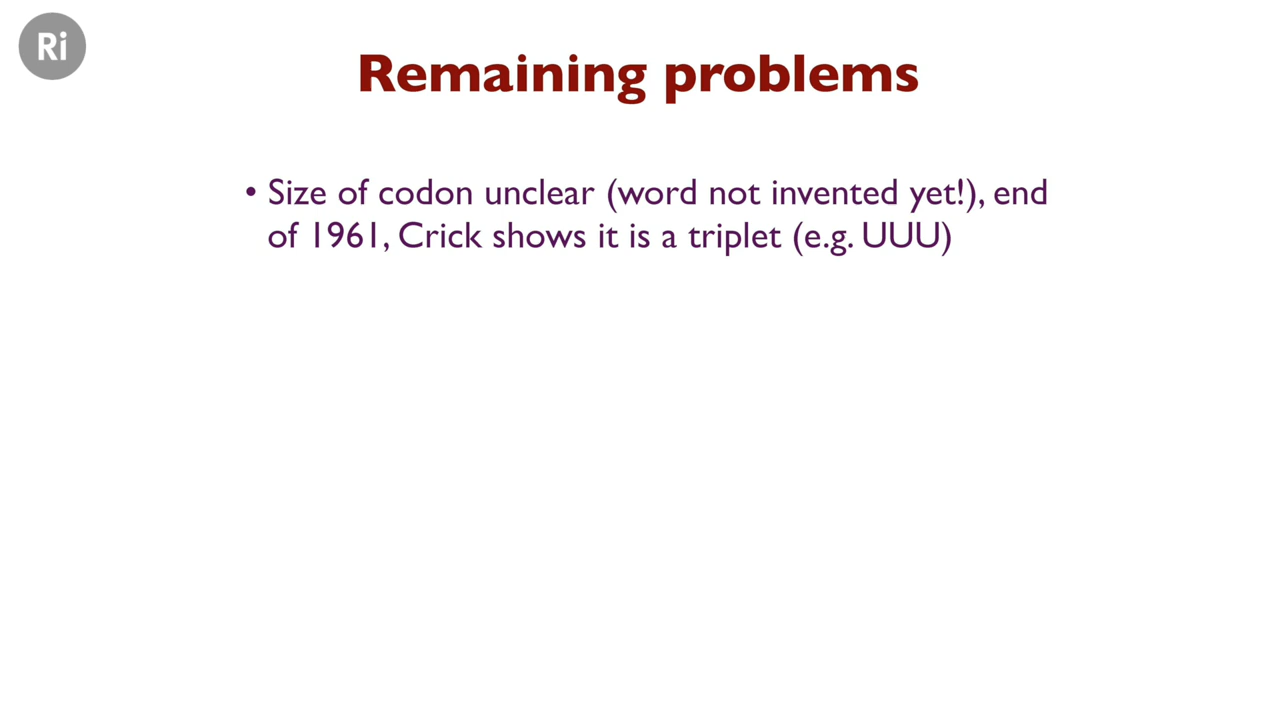 Ri
Remaining problems
• Size of codon unclear (word not invented yet!), end
of 1961, Crick shows it is a triplet (e.g. UUU)